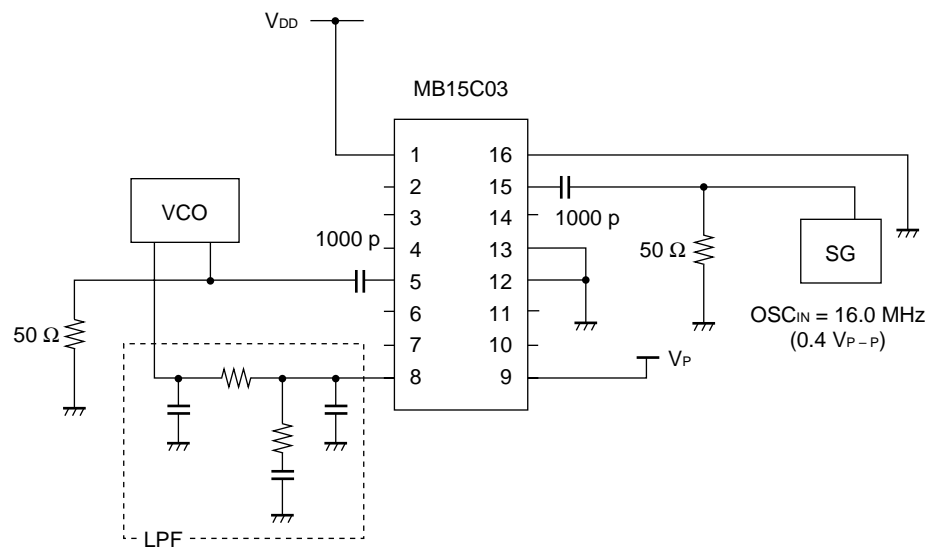 VDD
MB15C03
1 16
2 15
VCO
3 14
1000 p
1000 p
4 13
50 Ω
SG
5 12
6 11
OSCIN = 16.0 MHz
50 Ω
(0.4 VP – P)
7 10
VP
8 9
LPF